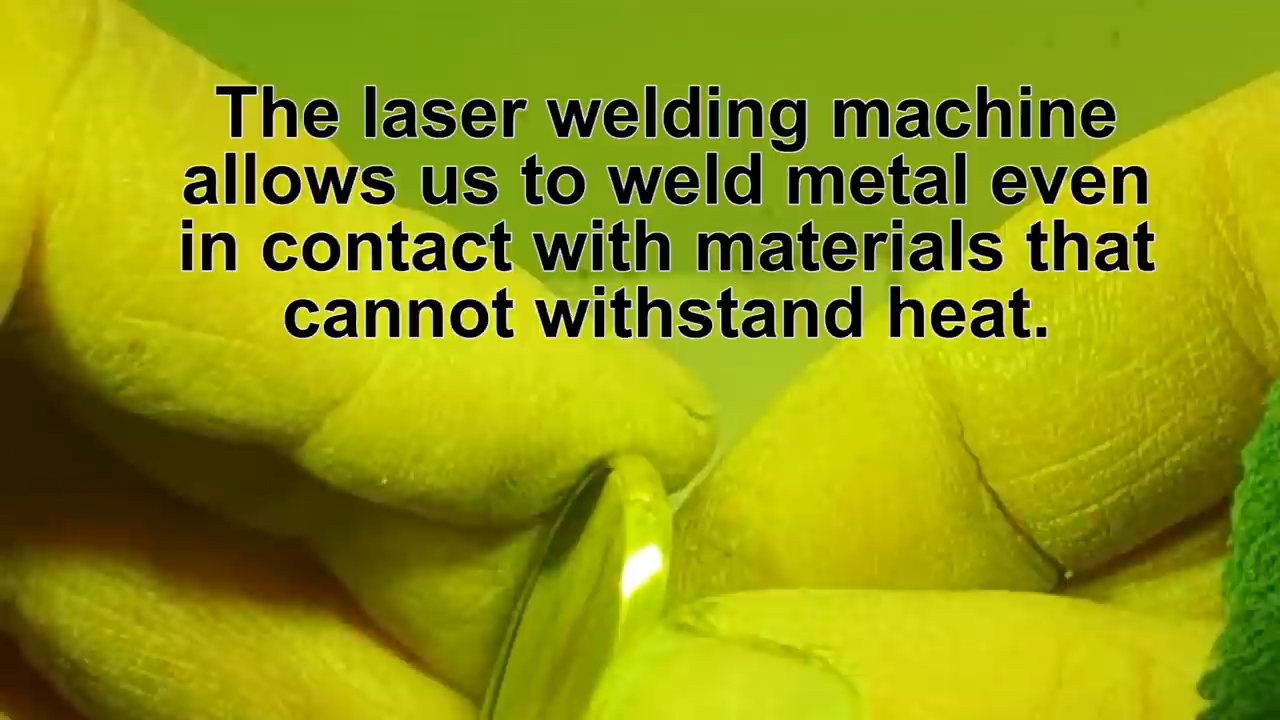 The laser welding machine
allows us to weld metal even
in contact with materials that
cannot withstand heat.